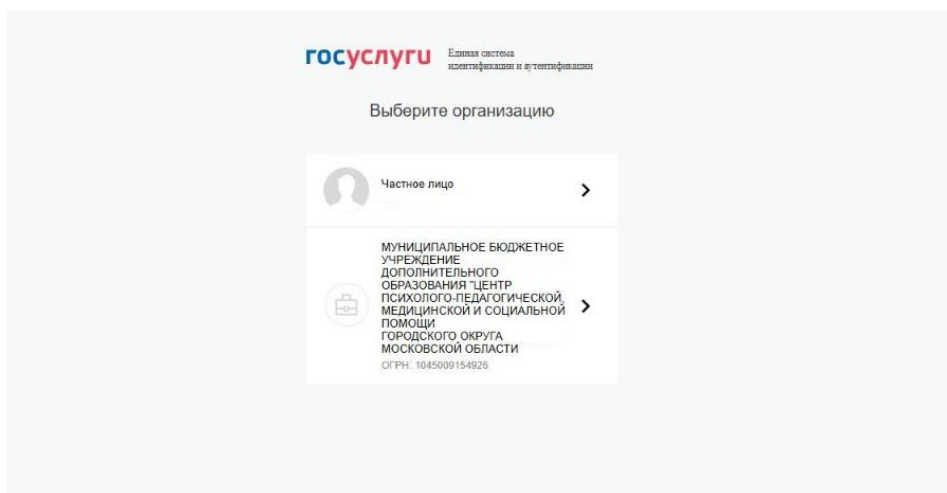 госуслуги
Единая система
идентификации и аутентификации
Выберите организацию
Частное лицо
МУНИЦИПАЛЬНОЕ БЮДЖЕТНОЕ
УЧРЕЖДЕНИЕ
ДОПОЛНИТЕЛЬНОГО
ОБРАЗОВАНИЯ "ЦЕНТР
ПСИХОЛОГО-ПЕДАГОГИЧЕСКОЙ,
МЕДИЦИНСКОЙ И СОЦИАЛЬНОЙ
ПОМОЩИ
ГОРОДСКОГО ОКРУГА
МОСКОВСКОЙ ОБЛАСТИ
ОГРН: 1045009154926